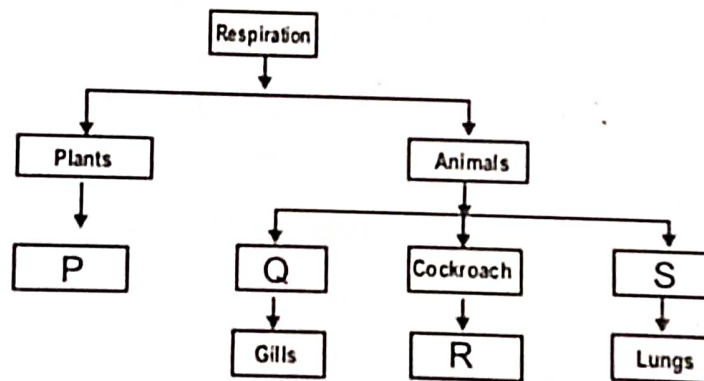 Respiration
Plants
Animals
P
Q
Cockroach
S
Gills
R
Lungs